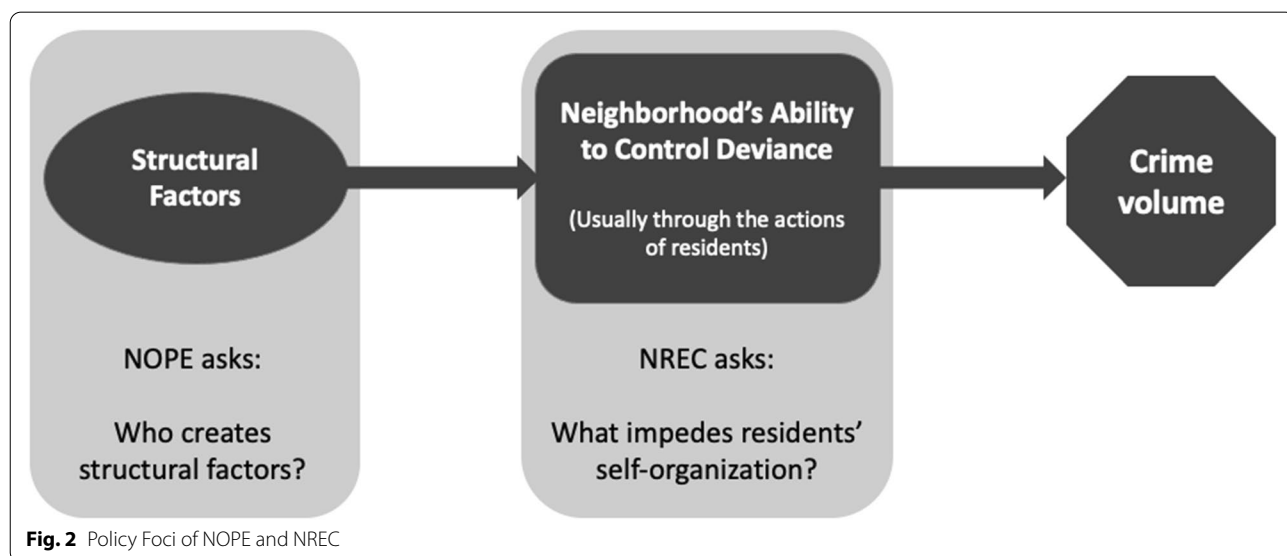 Structural
Factors
Neighborhood's Ability
to Control Deviance
(Usually through the actions
of residents)
Crime
volume
NOPE asks:
Who creates
structural factors?
NREC asks:
What impedes residents'
self-organization?
Fig. 2 Policy Foci of NOPE and NREC